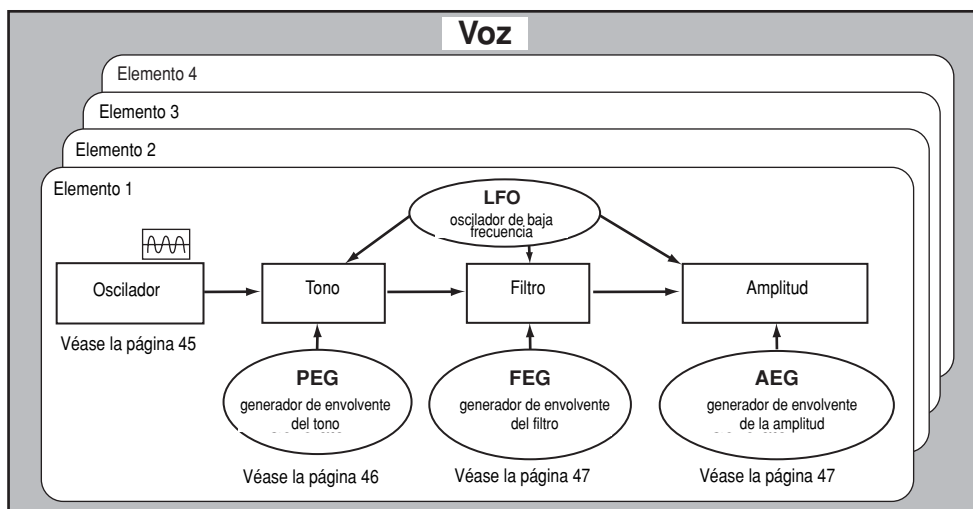 Voz
Elemento 4
Elemento 3
Elemento 2
Elemento 1
LFO
oscilador de baja
frecuencia
Oscilador
Tono
Filtro
Amplitud
Véase la página 45
PEG
generador de envolvente
del tono
FEG
generador de envolvente
del filtro
AEG
generador de envolvente
de la amplitud
Véase la página 46
Véase la página 47
Véase la página 47